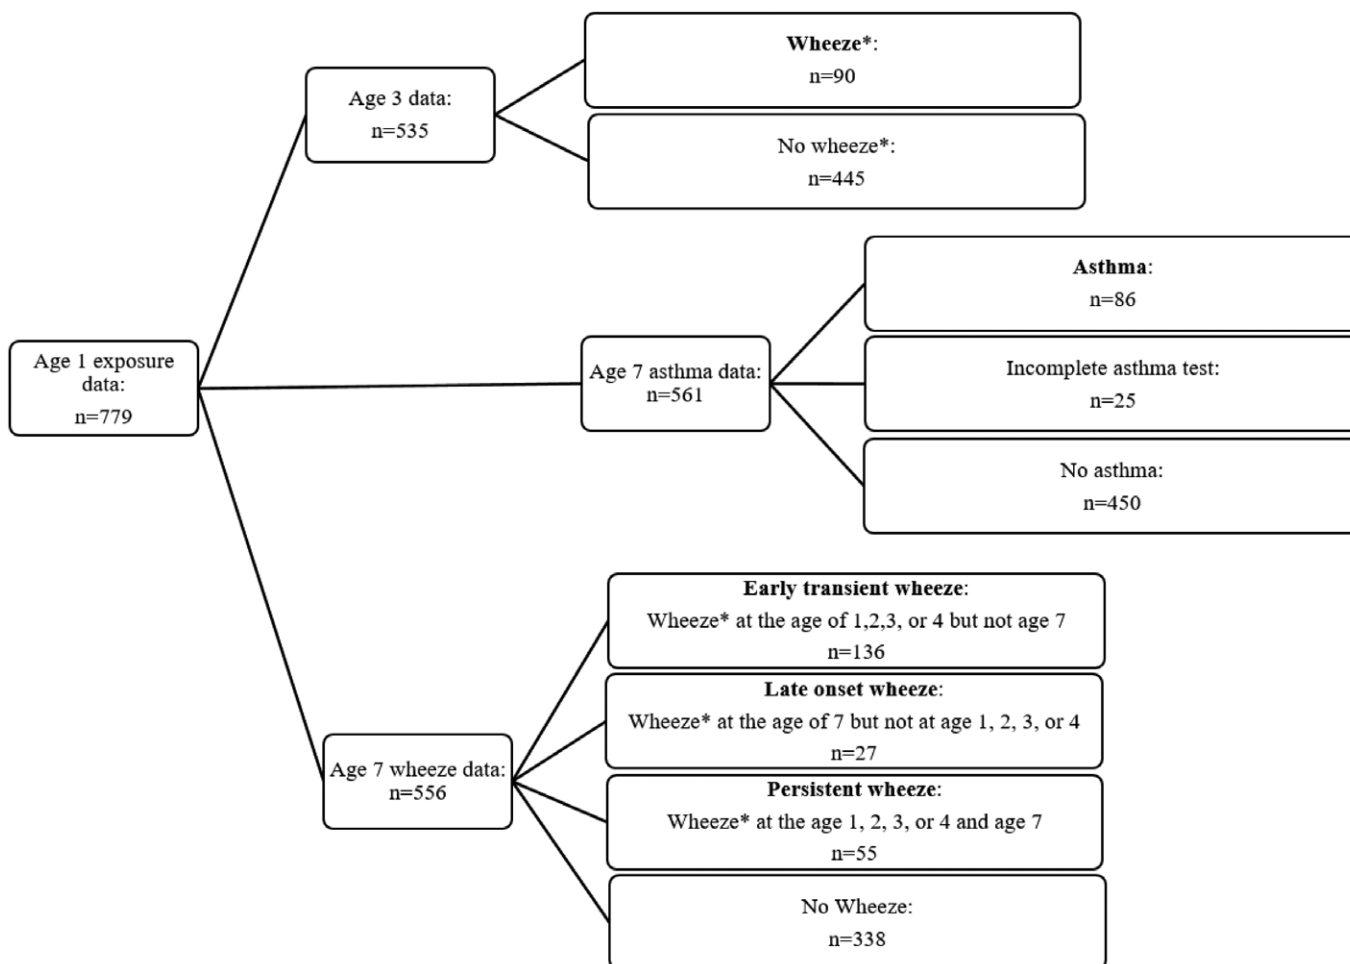 Wheeze*:
n=90
Age 3 data:
n=535
No wheeze*:
n=445
Asthma:
n=86
Age 1 exposure
data:
n=779
Age 7 asthma data:
n=561
Incomplete asthma test:
n=25
No asthma:
n=450
Early transient wheeze:
Wheeze* at the age of 1,2,3, or 4 but not age 7
n=136
Late onset wheeze:
Wheeze* at the age of 7 but not at age 1, 2, 3, or 4
n=27
Age 7 wheeze data:
n=556
Persistent wheeze:
Wheeze* at the age 1, 2, 3, or 4 and age 7
n=55
No Wheeze:
n=338